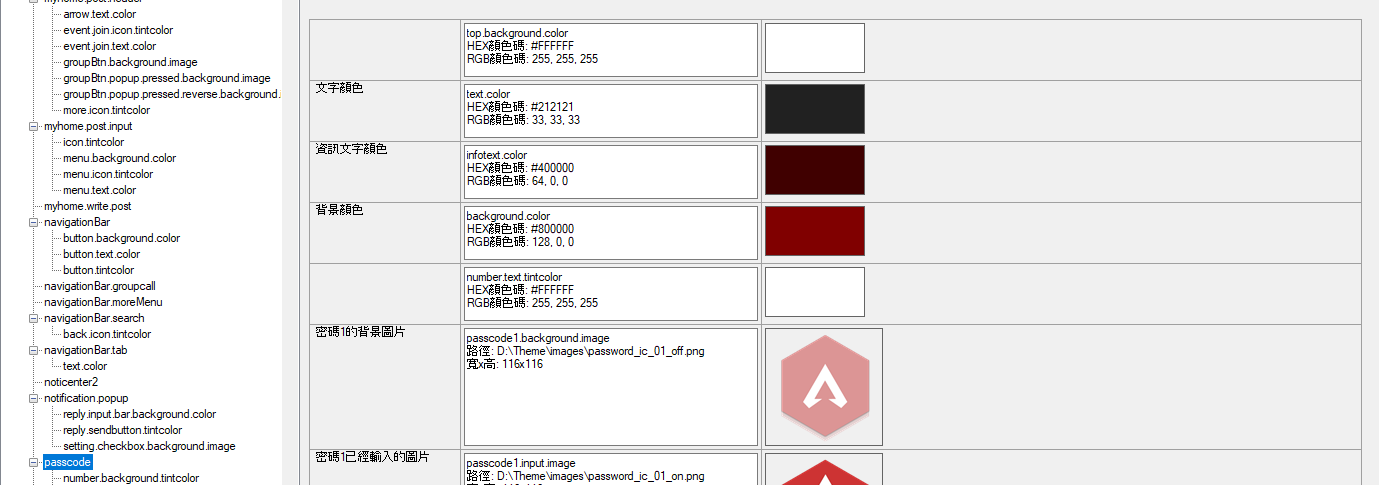 myhome.post.header
arrow.text.color
event.join.icon.tintcolor
event.join.text.color
groupBtn.background.image
groupBtn.popup.pressed.background.image
groupBtn.popup.pressed.reverse.background.
more.icon.tintcolor
myhome.post.input
icon.tintcolor
menu.background.color
menu.icon.tintcolor
menu.text.color
myhome.write.post
navigationBar
button.background.color
button.text.color
button.tintcolor
navigationBar.groupcall
navigationBar.moreMenu
navigationBar.search
back.icon.tintcolor
navigationBar.tab
text.color
noticenter2
notification.popup
reply.input.bar.background.color
reply.sendbutton.tintcolor
setting.checkbox.background.image
passcode
number.background.tintcolor
top.background.color
HEX顏色碼: #FFFFFF
RGB顏色碼: 255, 255, 255
文字顏色
text.color
HEX顏色碼: #212121
RGB顏色碼: 33, 33, 33
資訊文字顏色
infotext.color
HEX顏色碼: #400000
RGB顏色碼: 64, 0, 0
背景顏色
background.color
HEX顏色碼: #800000
RGB顏色碼: 128, 0, 0
number.text.tintcolor
HEX顏色碼: #FFFFFF
RGB顏色碼: 255, 255, 255
密碼1的背景圖片
passcode1.background.image
路徑: D:\Theme\images\password_ic_01_off.png
寬x高: 116x116
密碼1已經輸入的圖片
passcode1.input.image
路徑: D:\Theme\images\password_ic_01_on.png